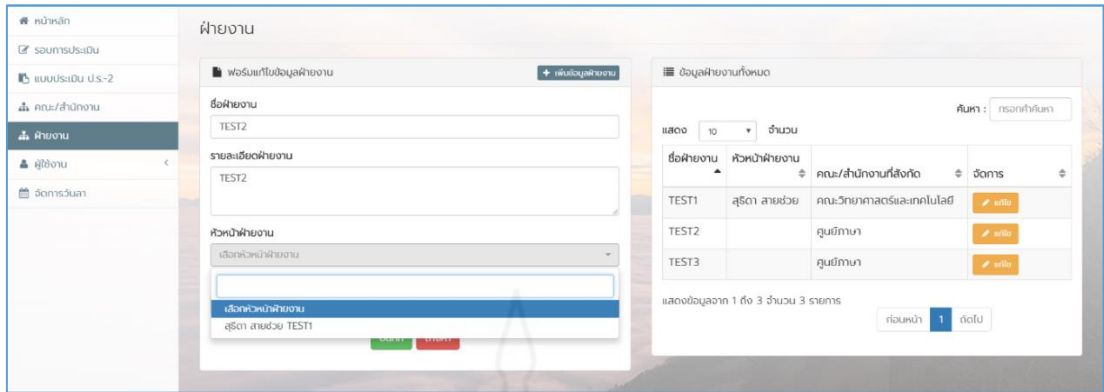 หน้าหลัก
รอบการประเมิน
แบบประเมิน ป.ร.-2
คณะ/สำนักงาน
ฝ่ายงาน
ผู้ใช้งาน
จัดการวันลา
ฝ่ายงาน
ฟอร์มแก้ไขข้อมูลฝ่ายงาน
+ เพิ่มข้อมูลฝ่ายงาน
ชื่อฝ่ายงาน
TEST2
รายละเอียดฝ่ายงาน
TEST2
หัวหน้าฝ่ายงาน
เลือกหัวหน้าฝ่ายงาน
เลือกหัวหน้าฝ่ายงาน
สุธิดา สายช่วย TEST1
ข้อมูลฝ่ายงานทั้งหมด
ค้นหา : กรอกคำค้นหา
แสดง 10 จำนวน
ชื่อฝ่ายงาน หัวหน้าฝ่ายงาน คณะ/สำนักงานที่สังกัด จัดการ
TEST1 สุธิดา สายช่วย คณะวิทยาศาสตร์และเทคโนโลยี แก้ไข
TEST2 ศูนย์ภาษา แก้ไข
TEST3 ศูนย์ภาษา แก้ไข
แสดงข้อมูลจาก 1 ถึง 3 จำนวน 3 รายการ
ก่อนหน้า 1 ถัดไป